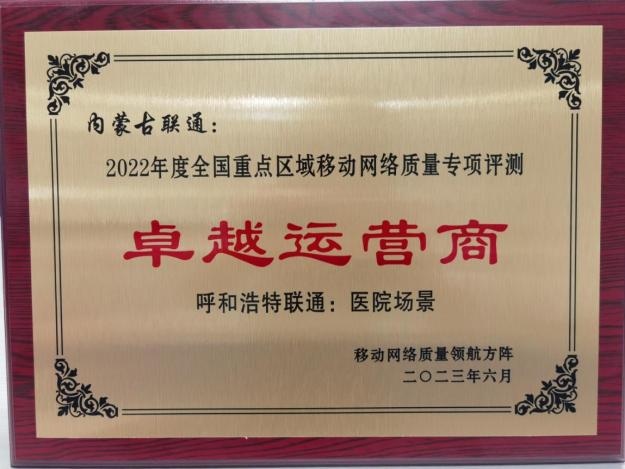 内蒙古联通：
2022年度全国重点区域移动网络质量专项评测
卓越运营商
呼和浩特联通：医院场景
移动网络质量领航方阵
二〇二三年六月